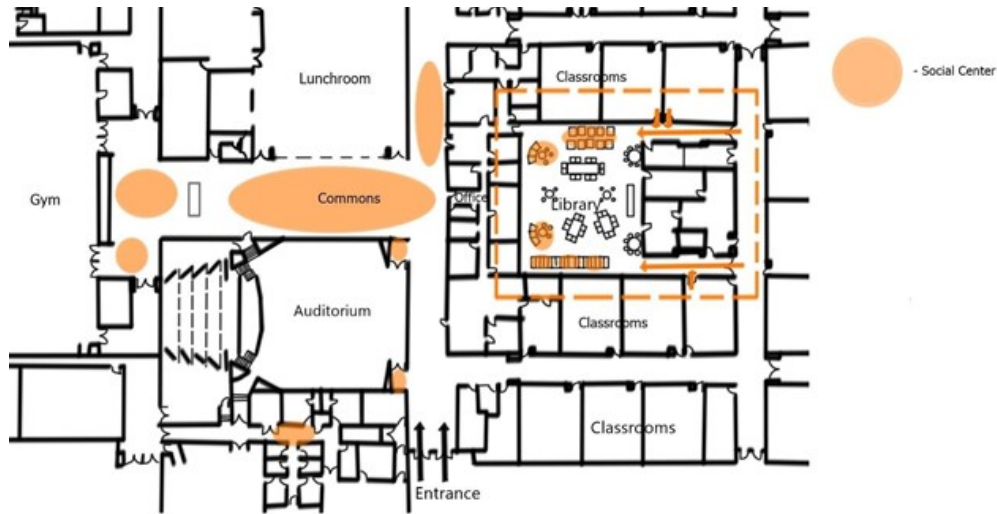 Lunchroom
Classrooms
- Social Center
Gym
Commons
Office
Library
Auditorium
Classrooms
Classrooms
Entrance